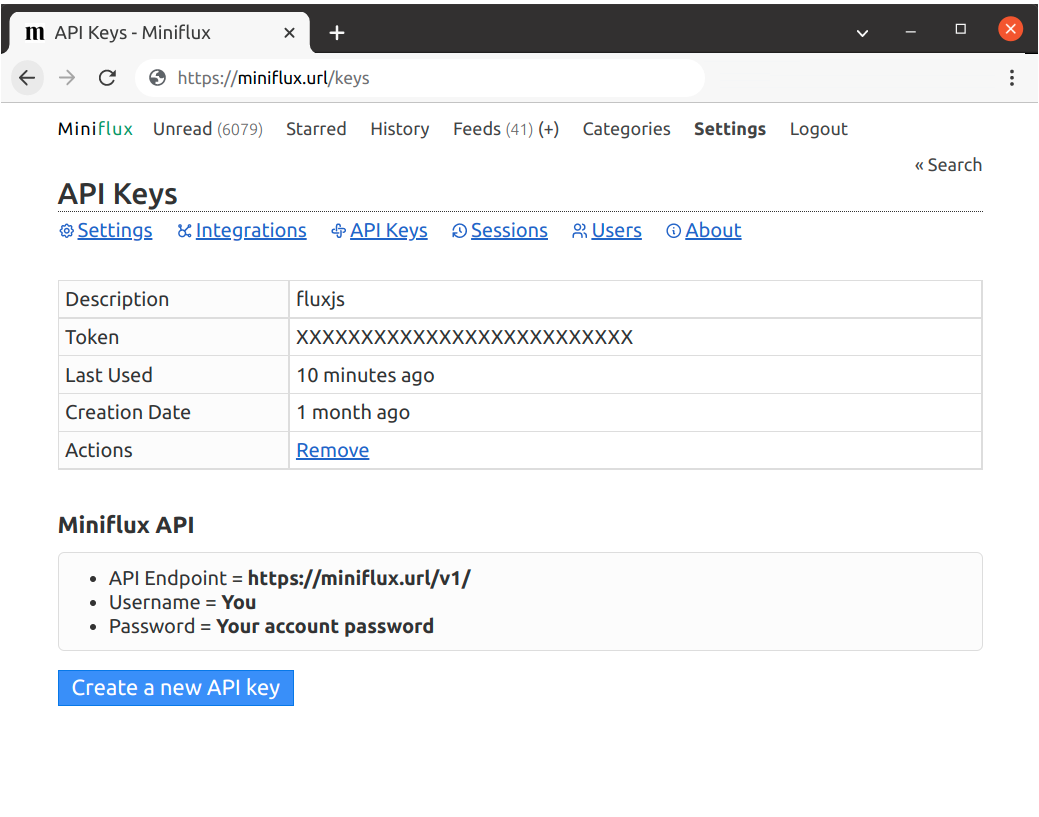 m API Keys - Miniflux
https://miniflux.url/keys
Miniflux Unread (6079) Starred History Feeds (41) (+) Categories Settings Logout
« Search
API Keys
Settings Integrations API Keys Sessions Users About
Description fluxjs
Token XXXXXXXXXXXXXXXXXXXXXXXXXX
Last Used 10 minutes ago
Creation Date 1 month ago
Actions Remove
Miniflux API
• API Endpoint = https://miniflux.url/v1/
• Username = You
• Password = Your account password
Create a new API key